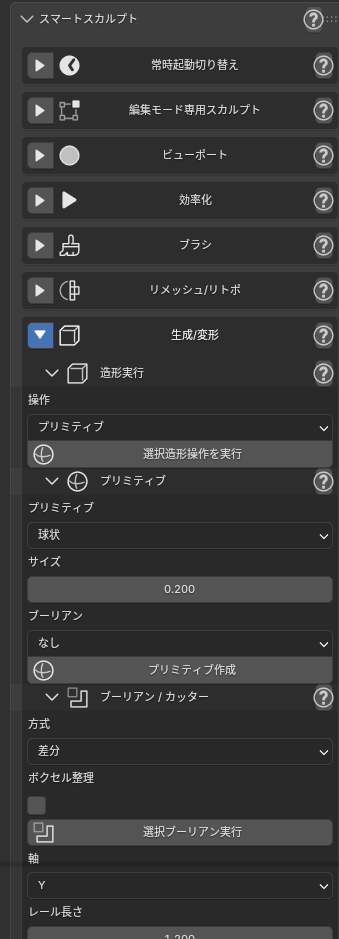 スマートスカルプト
常時起動切り替え
編集モード専用スカルプト
ビューポート
効率化
ブラシ
リメッシュ/リトポ
生成/変形
造形実行
操作
プリミティブ
選択造形操作を実行
プリミティブ
プリミティブ
球状
サイズ
0.200
ブーリアン
なし
プリミティブ作成
ブーリアン / カッター
方式
差分
ボクセル整理
選択ブーリアン実行
軸
Y
レール長さ
1.200